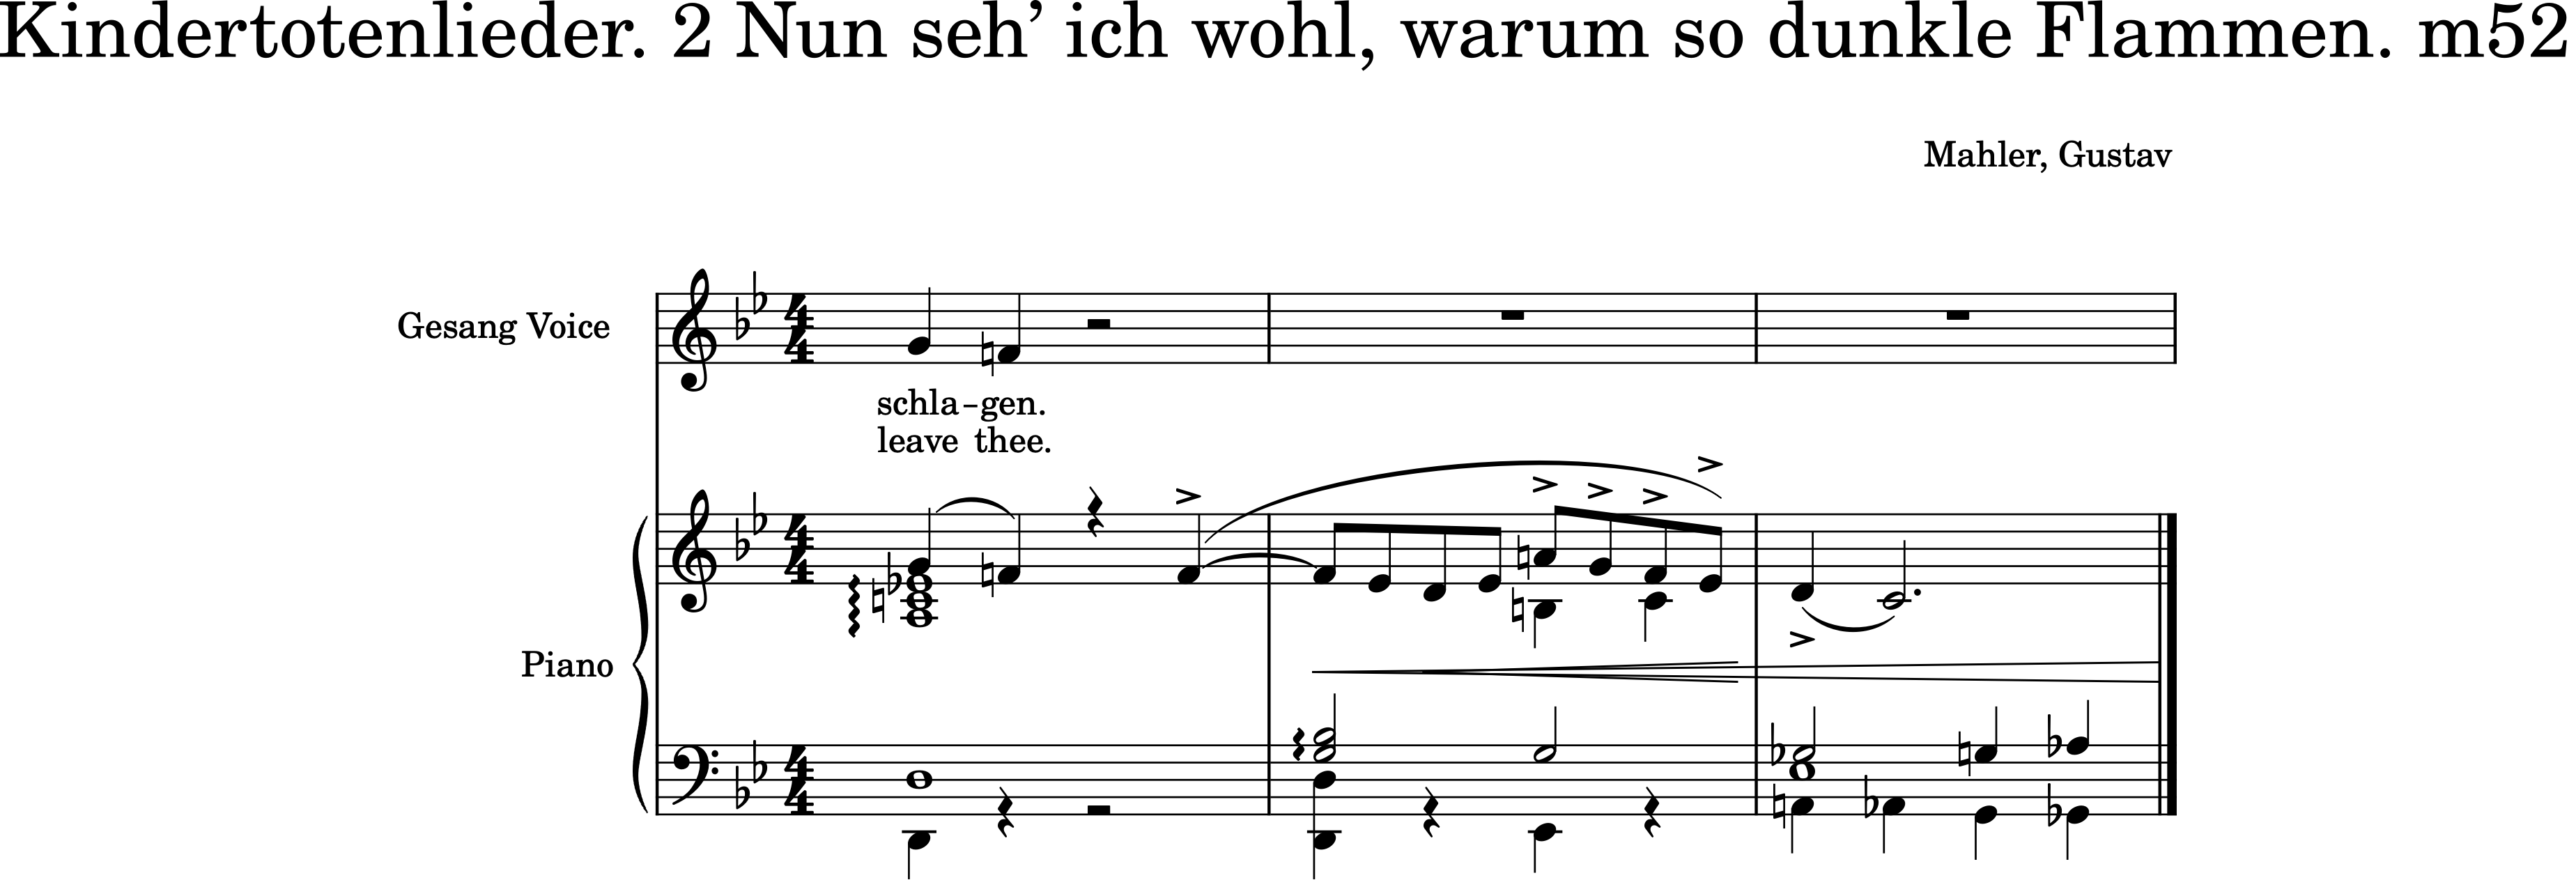 Kindertotenlieder. 2 Nun seh’ ich wohl, warum so dunkle Flammen. m52
Mahler, Gustav
Gesang Voice
schla-gen.
leave thee.
Piano